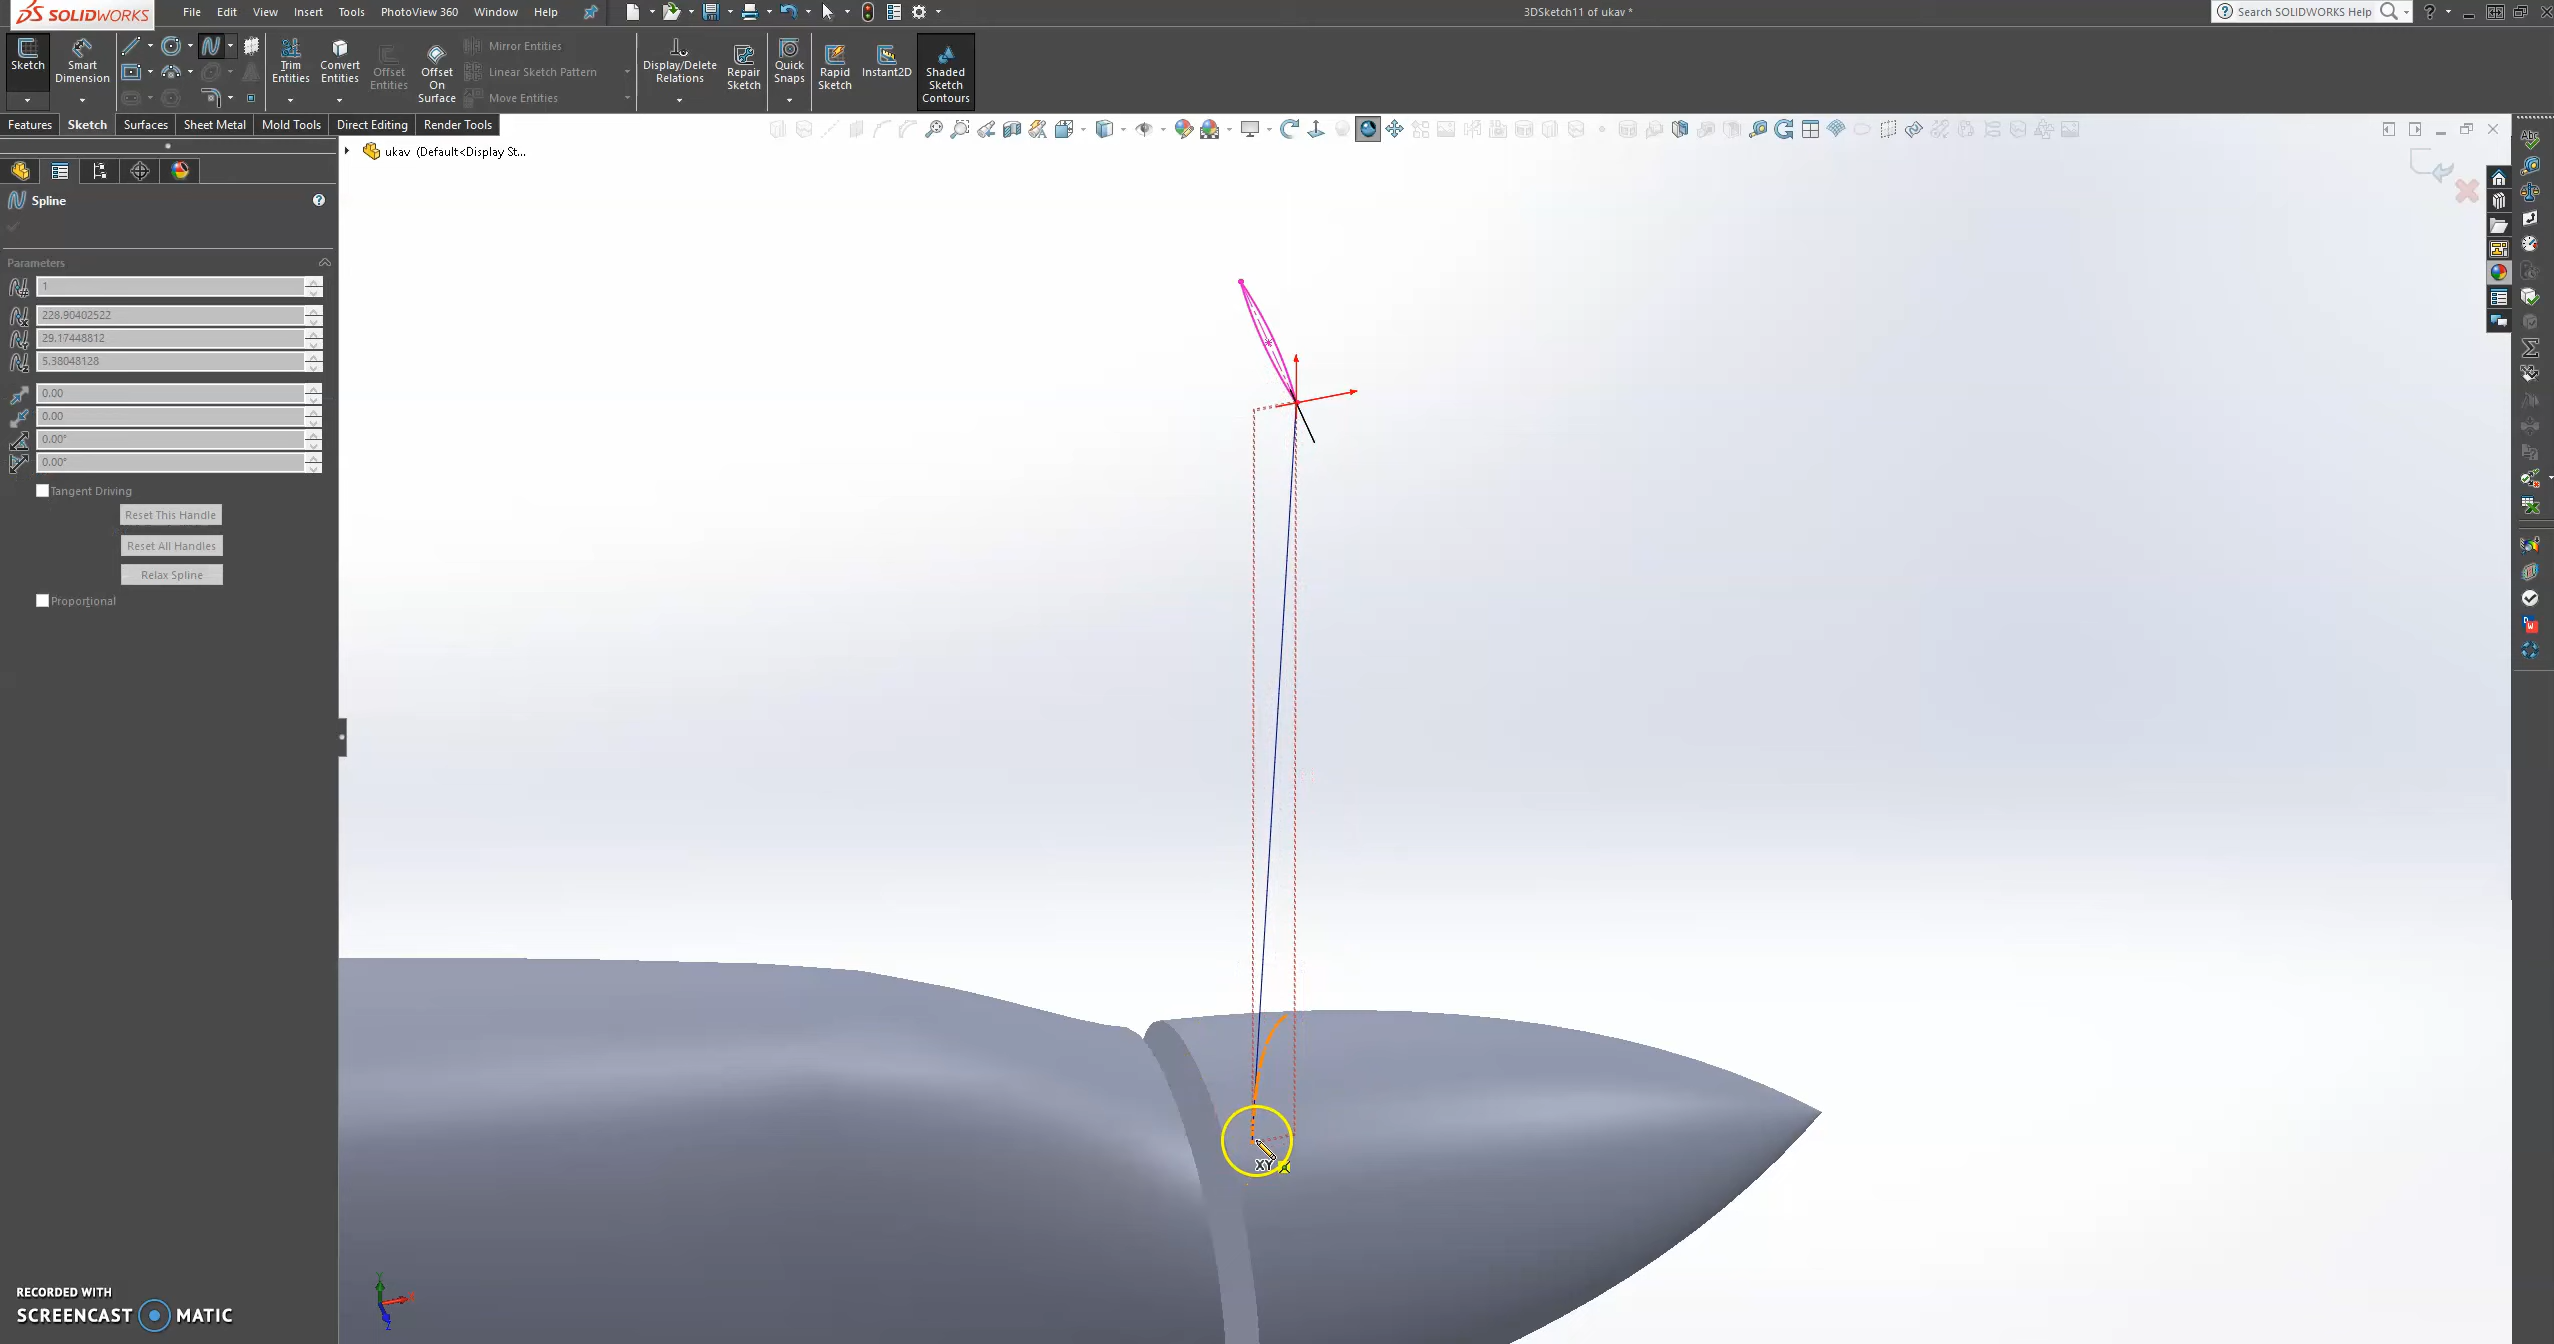 SOLIDWORKS
File Edit View Insert Tools PhotoView 360 Window Help
3DSketch11 of ukav *
Search SOLIDWORKS Help
Sketch
Smart Dimension
Trim Entities
Convert Entities
Offset Entities
Offset On Surface
Mirror Entities
Linear Sketch Pattern
Move Entities
Display/Delete Relations
Repair Sketch
Quick Snaps
Rapid Sketch
Instant2D
Shaded Sketch Contours
Features Sketch Surfaces Sheet Metal Mold Tools Direct Editing Render Tools
ukav (Default<Display St...
Spline
Parameters
1
228.90402522
29.17448812
5.38048128
0.00
0.00
0.00°
0.00°
Tangent Driving
Reset This Handle
Reset All Handles
Relax Spline
Proportional
XY
RECORDED WITH
SCREENCAST MATIC